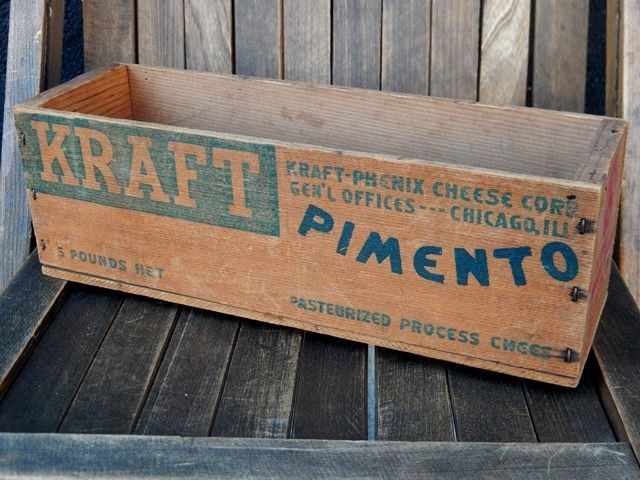 KRAFT
KRAFT-PHENIX CHEESE CORP.
GEN'L OFFICES---CHICAGO, ILL.
PIMENTO
5 POUNDS NET
PASTEURIZED PROCESS CHEESE